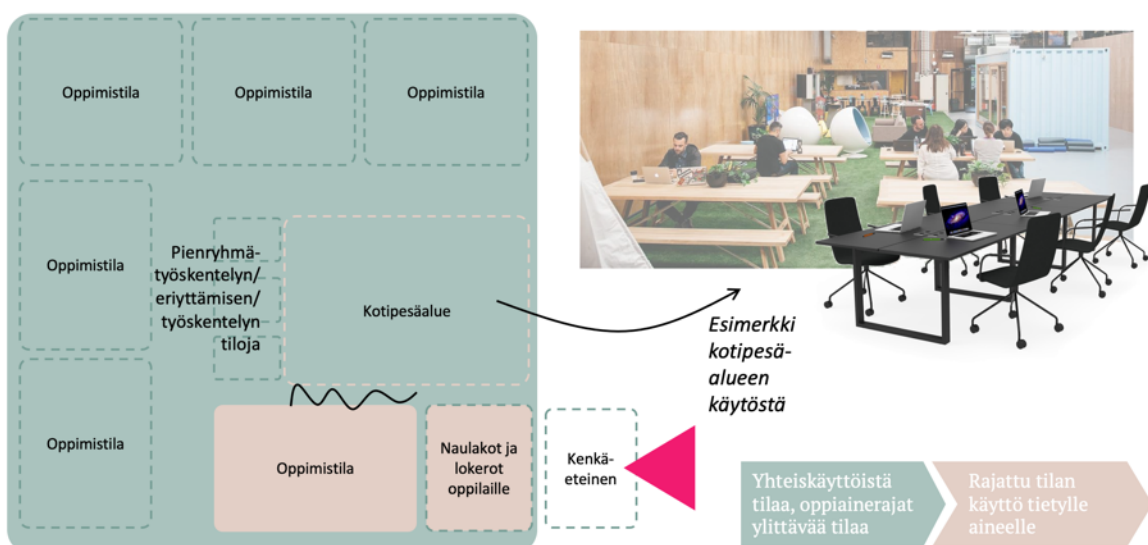 Oppimistila
Oppimistila
Oppimistila
Oppimistila
Pienryhmä-
työskentelyn/
eriyttämisen/
työskentelyn
tiloja
Kotipesäalue
Esimerkki
kotipesä-
alueen
käytöstä
Oppimistila
Oppimistila
Naulakot ja
lokerot
oppilaille
Kenkä-
eteinen
Yhteiskäyttöistä
tilaa, oppiainerajat
ylittävää tilaa
Rajattu tilan
käyttö tietylle
aineelle